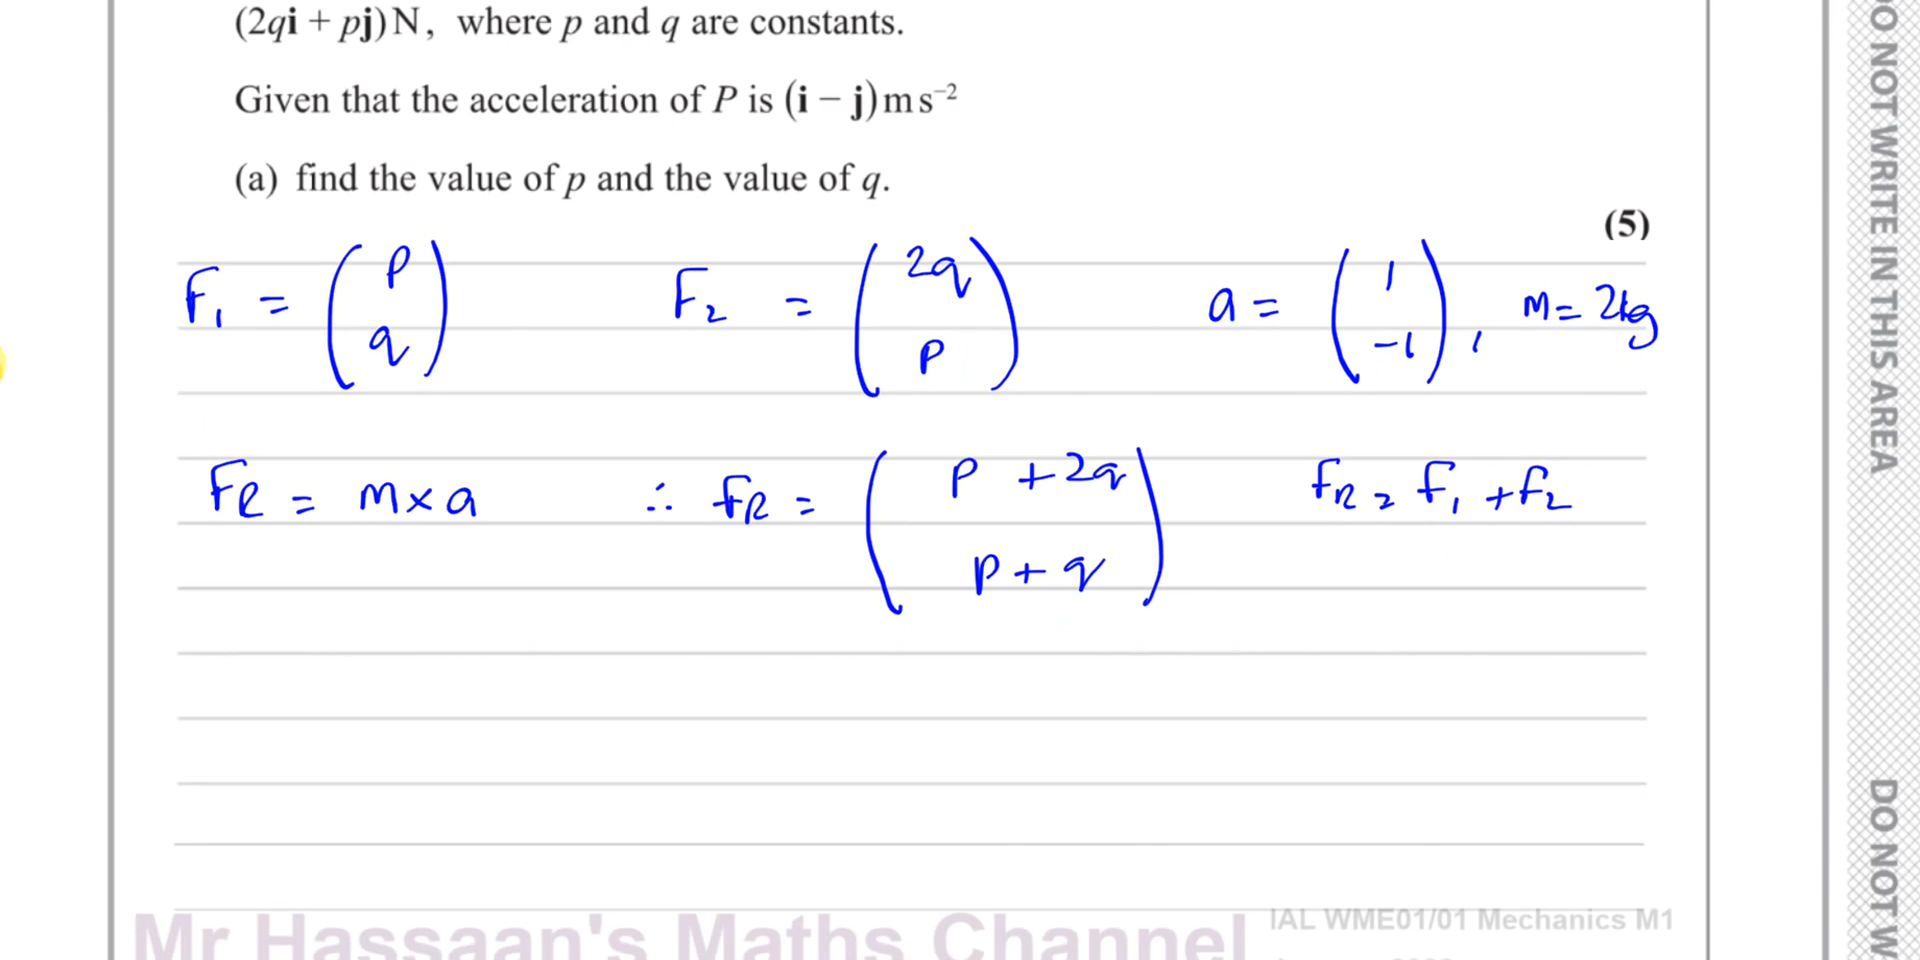 (2qi + pj) N, where p and q are constants.
Given that the acceleration of P is (i − j) m s⁻²
(a) find the value of p and the value of q.
(5)
F₁ = (p q) F₂ = (2q p) a = (1 -1), m = 2kg
FR = m × a ∴ FR = (p + 2q p + q) FR = F₁ + F₂
Mr Hassaan's Maths Channel
IAL WME01/01 Mechanics M1
DO NOT WRITE IN THIS AREA
DO NOT W